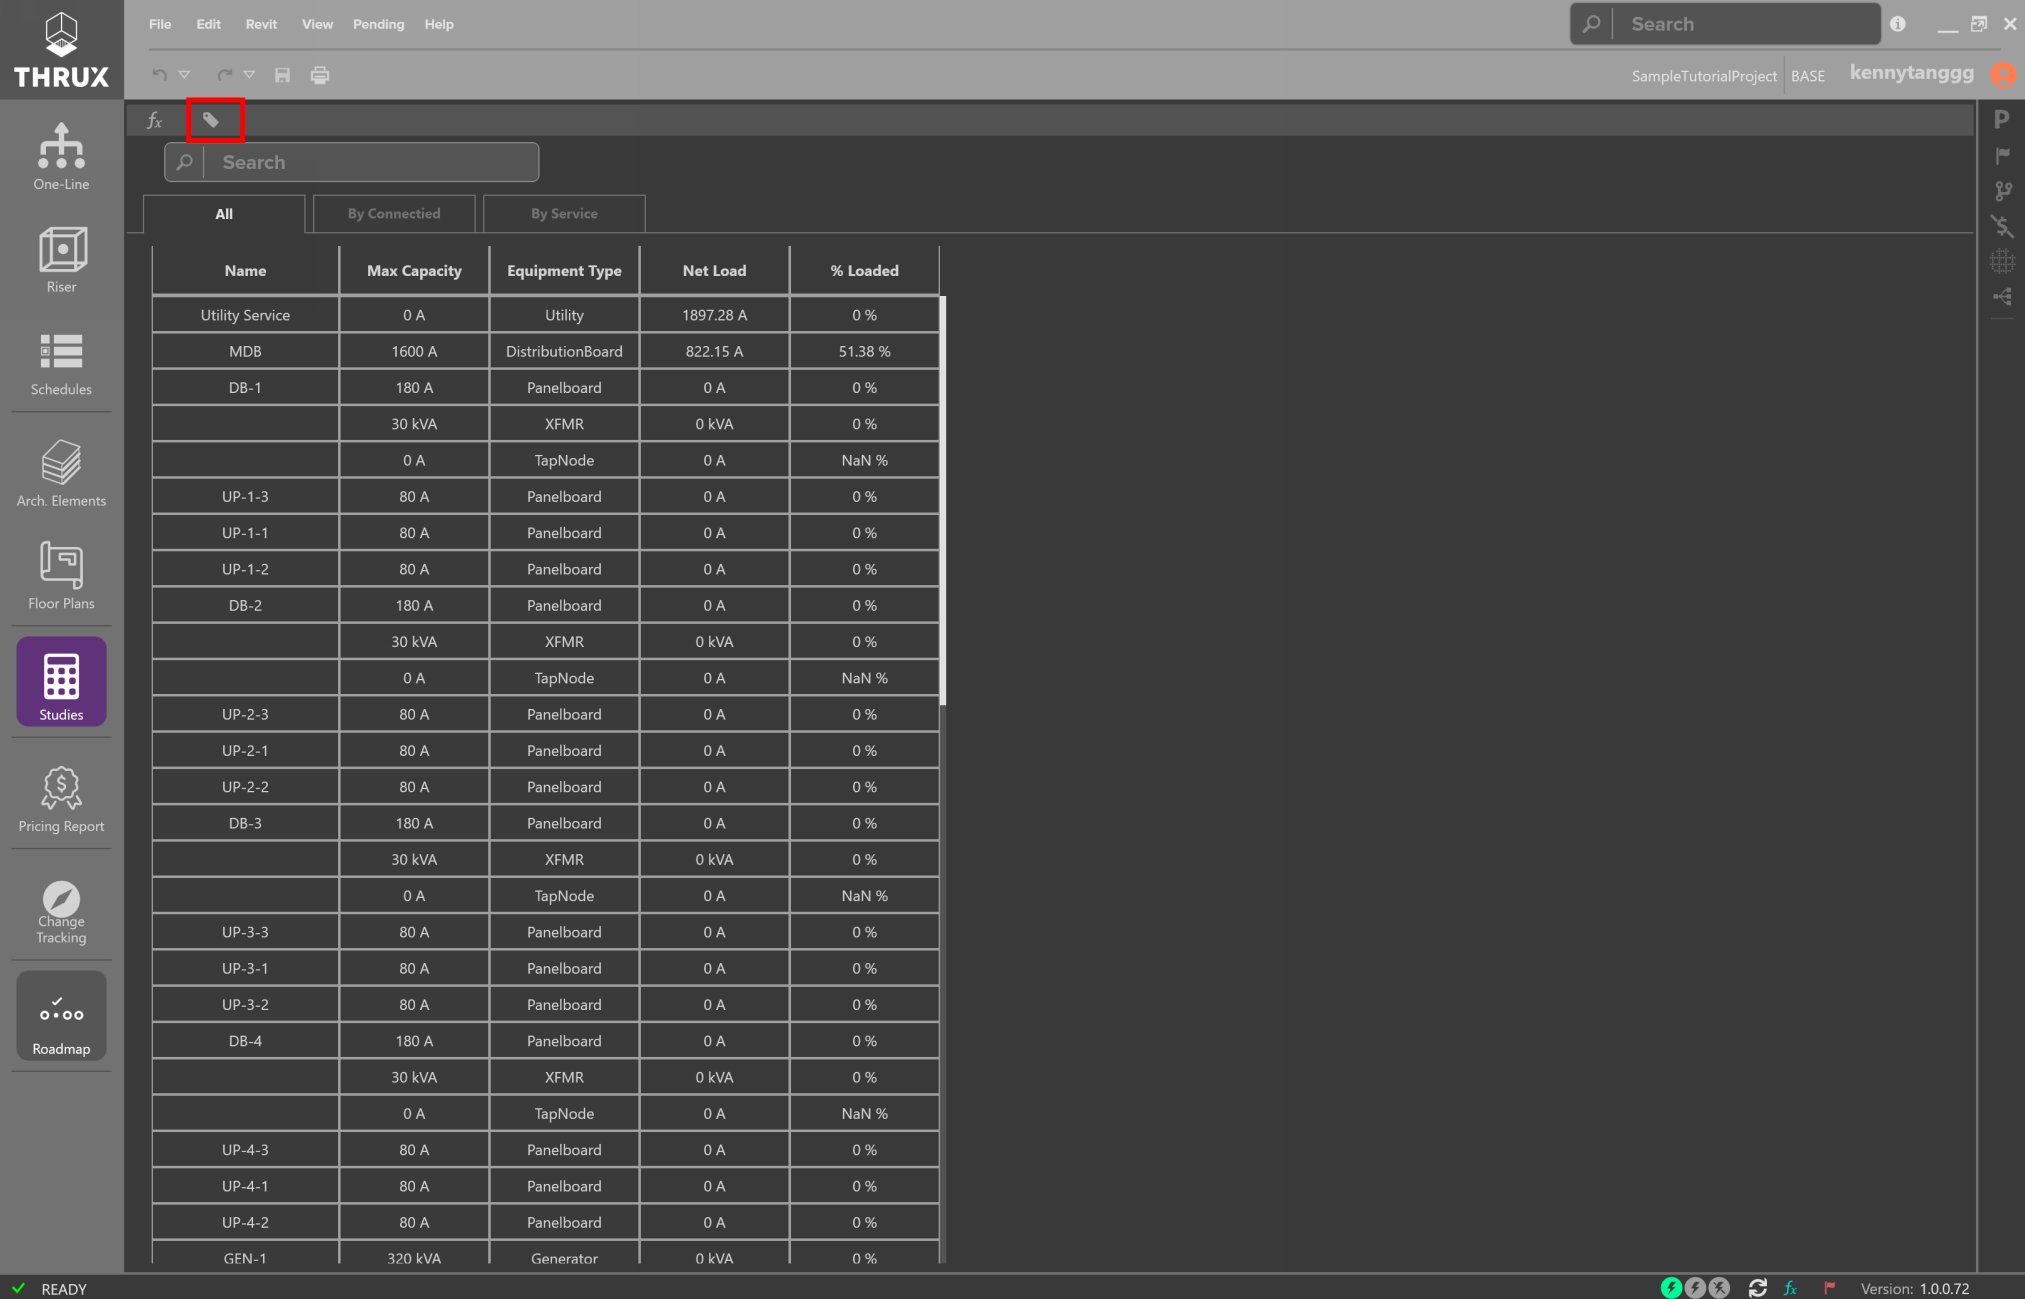 THRUX
File Edit Revit View Pending Help
Search
SampleTutorialProject BASE kennytanggg
fx
Search
All By Connectied By Service
Name Max Capacity Equipment Type Net Load % Loaded
Utility Service 0 A Utility 1897.28 A 0 %
MDB 1600 A DistributionBoard 822.15 A 51.38 %
DB-1 180 A Panelboard 0 A 0 %
30 kVA XFMR 0 kVA 0 %
0 A TapNode 0 A NaN %
UP-1-3 80 A Panelboard 0 A 0 %
UP-1-1 80 A Panelboard 0 A 0 %
UP-1-2 80 A Panelboard 0 A 0 %
DB-2 180 A Panelboard 0 A 0 %
30 kVA XFMR 0 kVA 0 %
0 A TapNode 0 A NaN %
UP-2-3 80 A Panelboard 0 A 0 %
UP-2-1 80 A Panelboard 0 A 0 %
UP-2-2 80 A Panelboard 0 A 0 %
DB-3 180 A Panelboard 0 A 0 %
30 kVA XFMR 0 kVA 0 %
0 A TapNode 0 A NaN %
UP-3-3 80 A Panelboard 0 A 0 %
UP-3-1 80 A Panelboard 0 A 0 %
UP-3-2 80 A Panelboard 0 A 0 %
DB-4 180 A Panelboard 0 A 0 %
30 kVA XFMR 0 kVA 0 %
0 A TapNode 0 A NaN %
UP-4-3 80 A Panelboard 0 A 0 %
UP-4-1 80 A Panelboard 0 A 0 %
UP-4-2 80 A Panelboard 0 A 0 %
GEN-1 320 kVA Generator 0 kVA 0 %
One-Line
Riser
Schedules
Arch. Elements
Floor Plans
Studies
Pricing Report
Change
Tracking
Roadmap
P
READY
fx
Version: 1.0.0.72